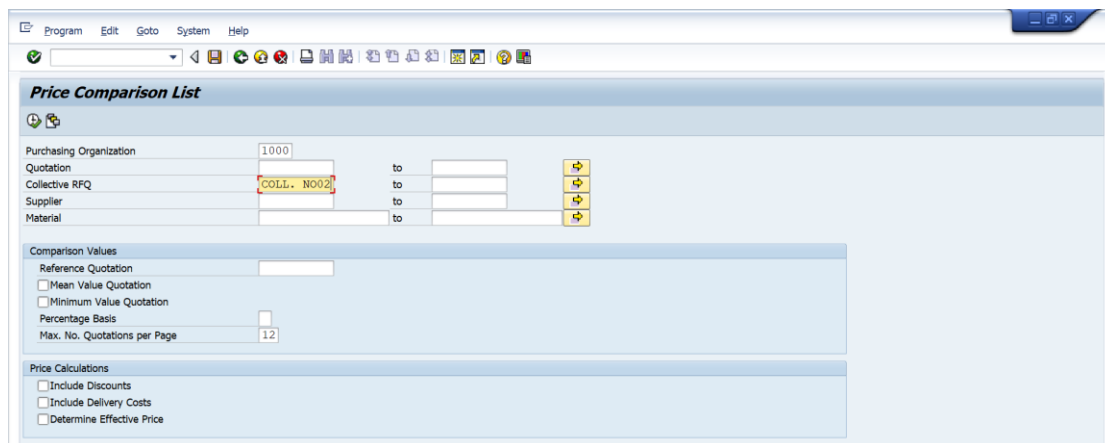 Program Edit Goto System Help
Price Comparison List
Purchasing Organization 1000
Quotation to
Collective RFQ COLL. NO02 to
Supplier to
Material to
Comparison Values
Reference Quotation
Mean Value Quotation
Minimum Value Quotation
Percentage Basis
Max. No. Quotations per Page 12
Price Calculations
Include Discounts
Include Delivery Costs
Determine Effective Price